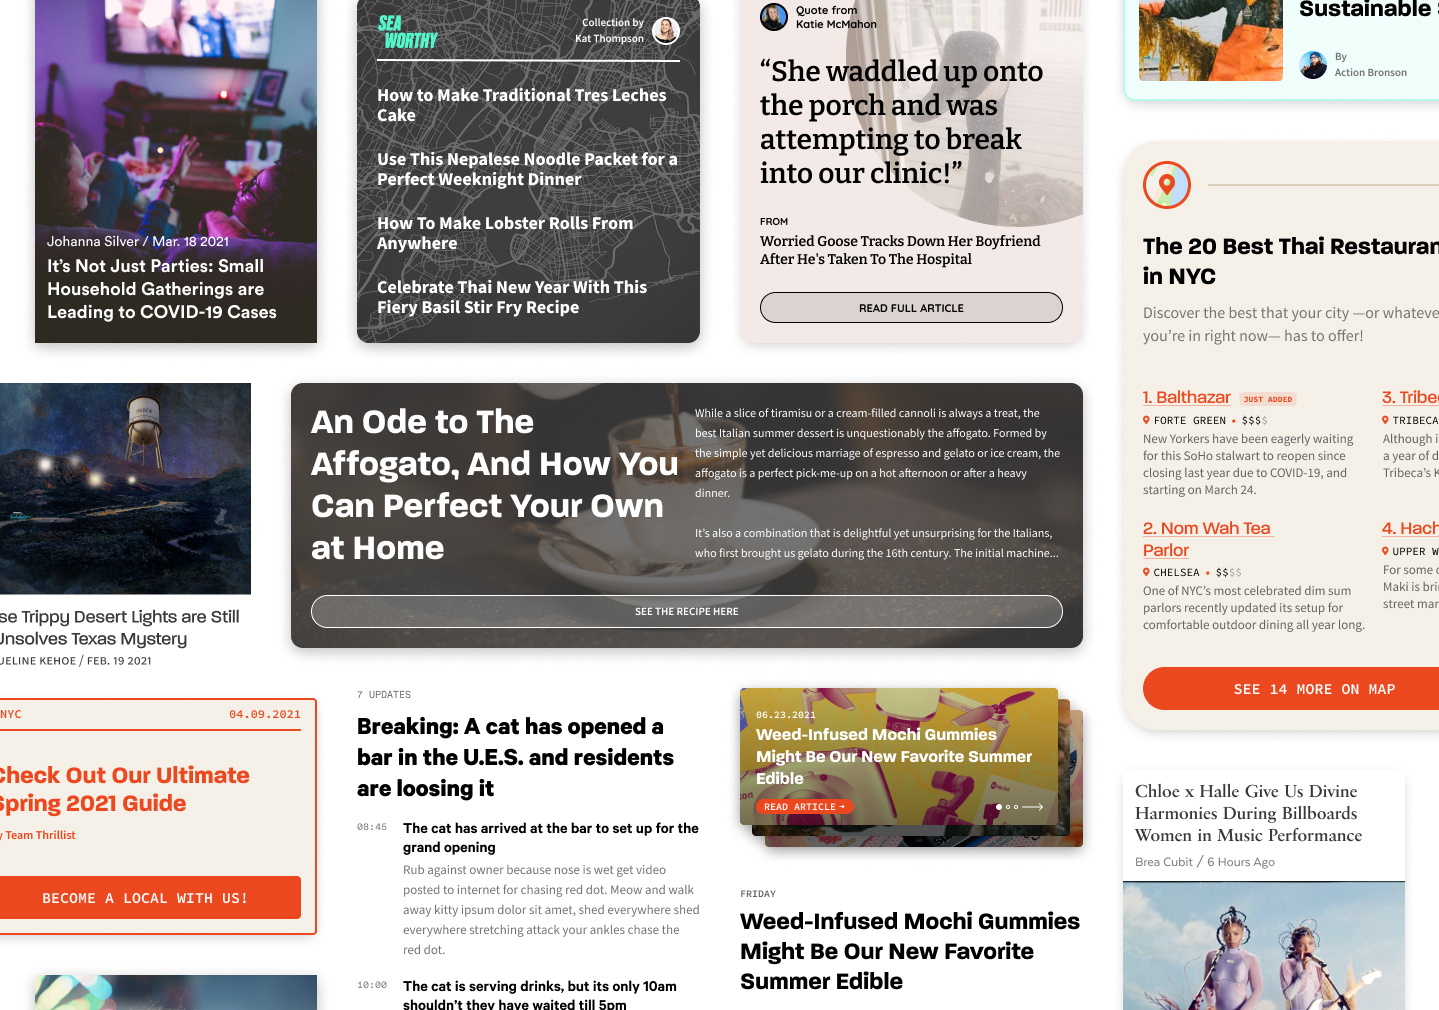 Johanna Silver / Mar. 18 2021
It's Not Just Parties: Small
Household Gatherings are
Leading to COVID-19 Cases
SEA
WORTHY
Collection by
Kat Thompson
How to Make Traditional Tres Leches
Cake
Use This Nepalese Noodle Packet for a
Perfect Weeknight Dinner
How To Make Lobster Rolls From
Anywhere
Celebrate Thai New Year With This
Fiery Basil Stir Fry Recipe
Quote from
Katie McMahon
“She waddled up onto
the porch and was
attempting to break
into our clinic!”
FROM
Worried Goose Tracks Down Her Boyfriend
After He's Taken To The Hospital
READ FULL ARTICLE
Sustainable S
By
Action Bronson
The 20 Best Thai Restauran
in NYC
Discover the best that your city —or whateve
you're in right now— has to offer!
1. Balthazar JUST ADDED
FORTE GREEN • $$$$
New Yorkers have been eagerly waiting
for this SoHo stalwart to reopen since
closing last year due to COVID-19, and
starting on March 24.
2. Nom Wah Tea
Parlor
CHELSEA • $$$$
One of NYC's most celebrated dim sum
parlors recently updated its setup for
comfortable outdoor dining all year long.
3. Tribe
TRIBECA
Although i
a year of d
Tribeca's K
4. Hach
UPPER W
For some
Maki is bri
street mar
SEE 14 MORE ON MAP
se Trippy Desert Lights are Still
Unsolves Texas Mystery
UELINE KEHOE / FEB. 19 2021
An Ode to The
Affogato, And How You
Can Perfect Your Own
at Home
While a slice of tiramisu or a cream-filled cannoli is always a treat, the
best Italian summer dessert is unquestionably the affogato. Formed by
the simple yet delicious marriage of espresso and gelato or ice cream, the
affogato is a perfect pick-me-up on a hot afternoon or after a heavy
dinner.
It's also a combination that is delightful yet unsurprising for the Italians,
who first brought us gelato during the 16th century. The initial machine...
SEE THE RECIPE HERE
NYC
04.09.2021
Check Out Our Ultimate
Spring 2021 Guide
y Team Thrillist
BECOME A LOCAL WITH US!
7 UPDATES
Breaking: A cat has opened a
bar in the U.E.S. and residents
are loosing it
08:45
The cat has arrived at the bar to set up for the
grand opening
Rub against owner because nose is wet get video
posted to internet for chasing red dot. Meow and walk
away kitty ipsum dolor sit amet, shed everywhere shed
everywhere stretching attack your ankles chase the
red dot.
10:00
The cat is serving drinks, but its only 10am
shouldn't they have waited till 5pm
06.23.2021
Weed-Infused Mochi Gummies
Might Be Our New Favorite Summer
Edible
READ ARTICLE →
FRIDAY
Weed-Infused Mochi Gummies
Might Be Our New Favorite
Summer Edible
Chloe x Halle Give Us Divine
Harmonies During Billboards
Women in Music Performance
Brea Cubit / 6 Hours Ago